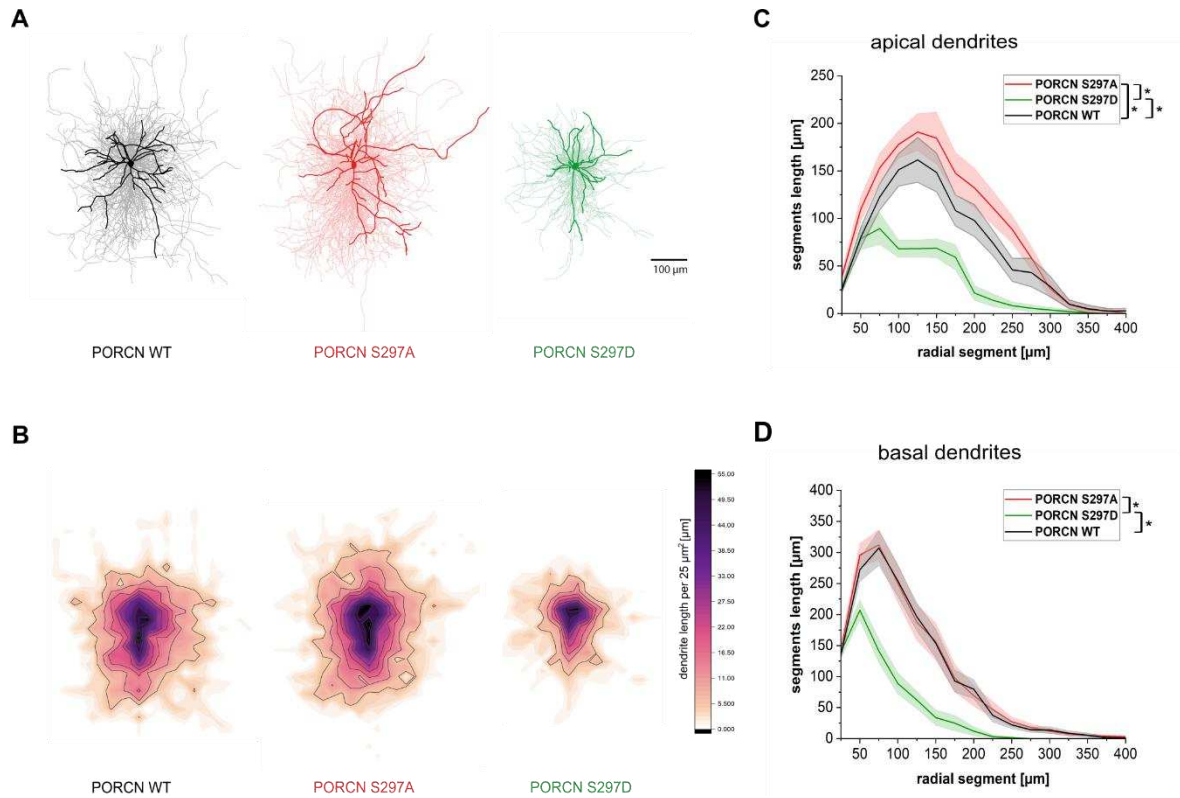 A
PORCN WT
PORCN S297A
PORCN S297D
100 µm
B
PORCN WT
PORCN S297A
PORCN S297D
dendrite length per 25 µm² [µm]
55.00
49.50
44.00
38.50
33.00
27.50
22.00
16.50
11.00
5.500
0.000
C
apical dendrites
PORCN S297A
PORCN S297D
PORCN WT
*
*
*
segments length [µm]
250
200
150
100
50
0
50 100 150 200 250 300 350 400
radial segment [µm]
D
basal dendrites
PORCN S297A
PORCN S297D
PORCN WT
*
*
segments length [µm]
400
350
300
250
200
150
100
50
0
50 100 150 200 250 300 350 400
radial segment [µm]